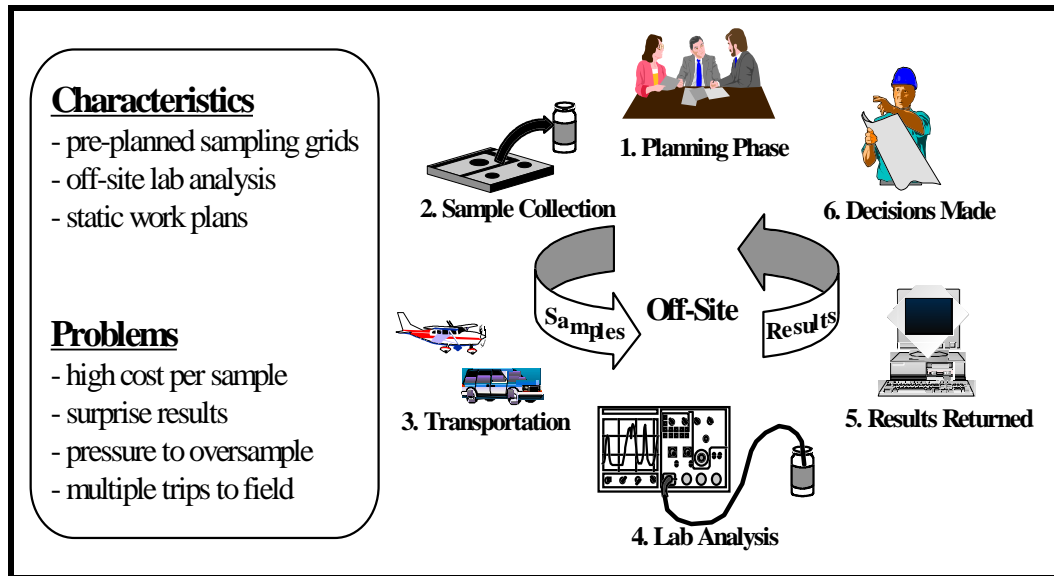 Characteristics
- pre-planned sampling grids
- off-site lab analysis
- static work plans
Problems
- high cost per sample
- surprise results
- pressure to oversample
- multiple trips to field
1. Planning Phase
2. Sample Collection
6. Decisions Made
Samples
Off-Site
Results
3. Transportation
5. Results Returned
4. Lab Analysis